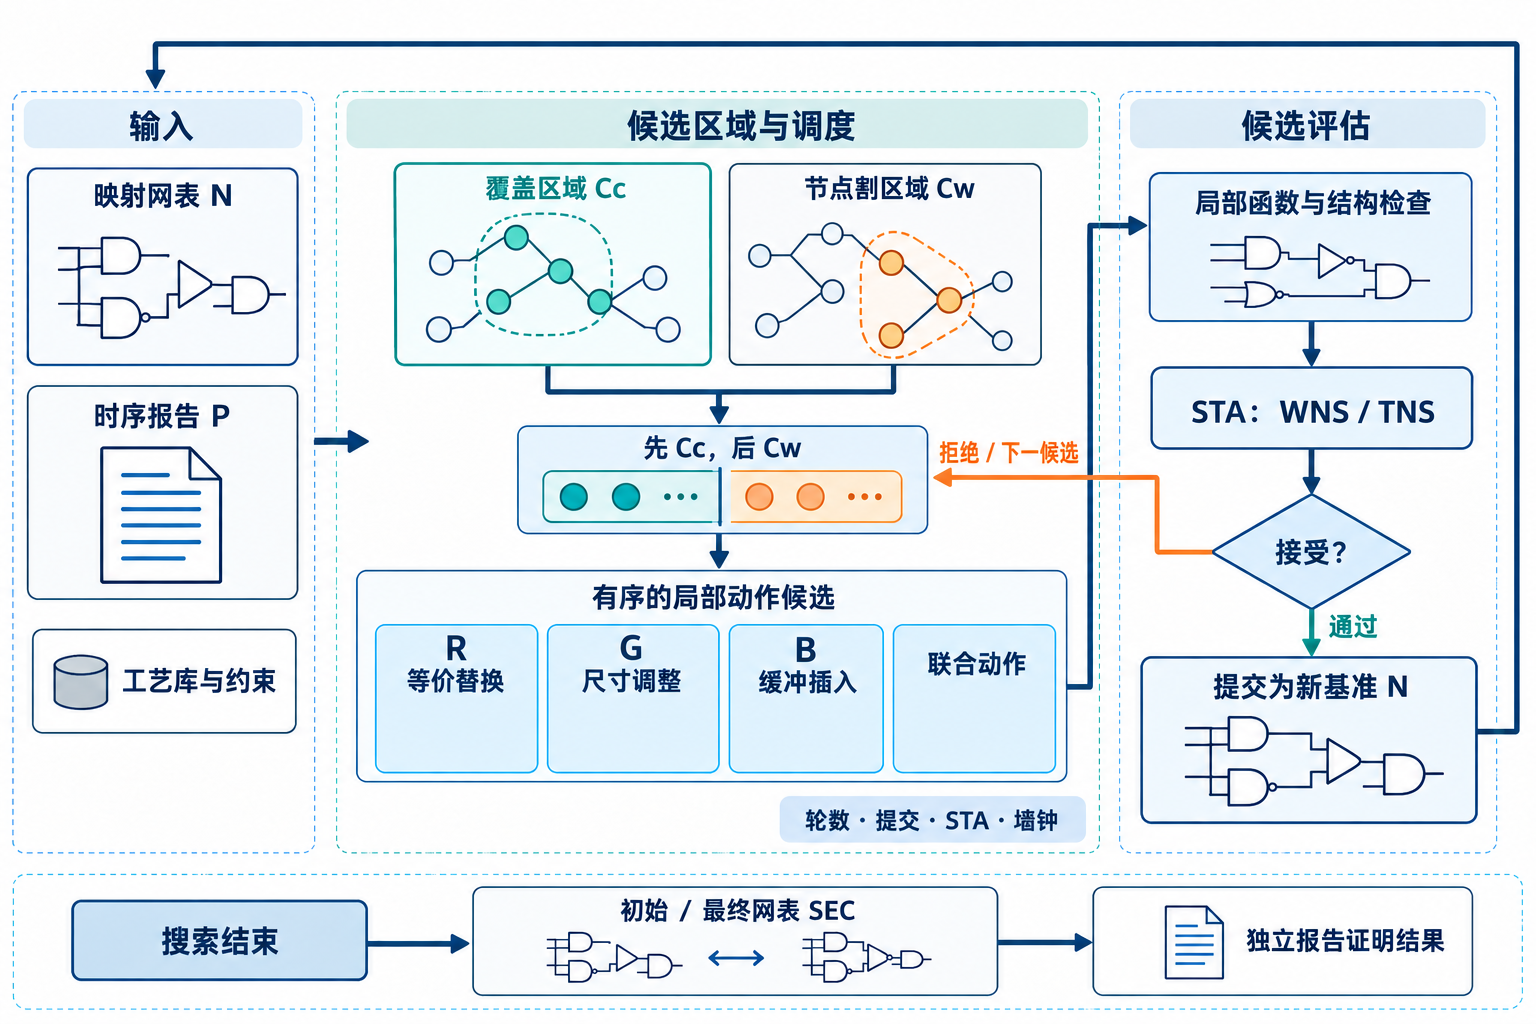 输入
映射网表 N
时序报告 P
工艺库与约束
候选区域与调度
覆盖区域 Cc
节点割区域 Cw
先 Cc，后 Cw
拒绝 / 下一候选
有序的局部动作候选
R
等价替换
G
尺寸调整
B
缓冲插入
联合动作
轮数 · 提交 · STA · 墙钟
候选评估
局部函数与结构检查
STA：WNS / TNS
接受？
通过
提交为新基准 N
搜索结束
初始 / 最终网表 SEC
独立报告证明结果